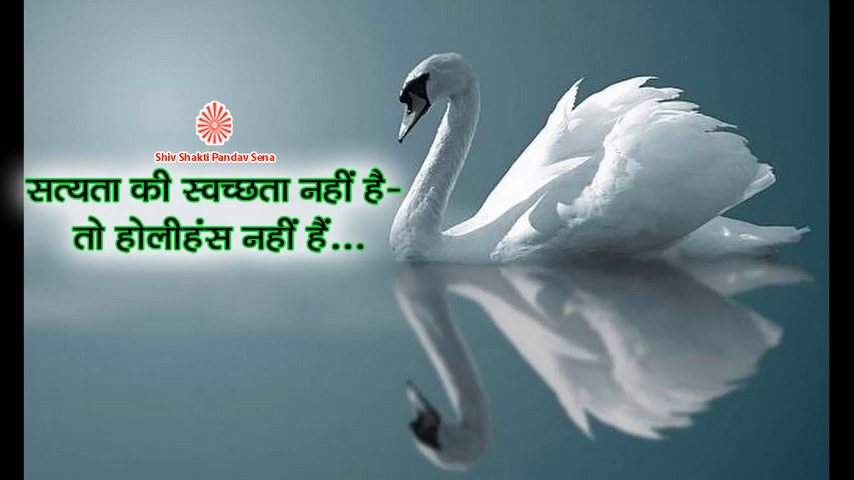 Shiv Shakti Pandav Sena
सत्यता की स्वच्छता नहीं है-
तो होलीहंस नहीं हैं...